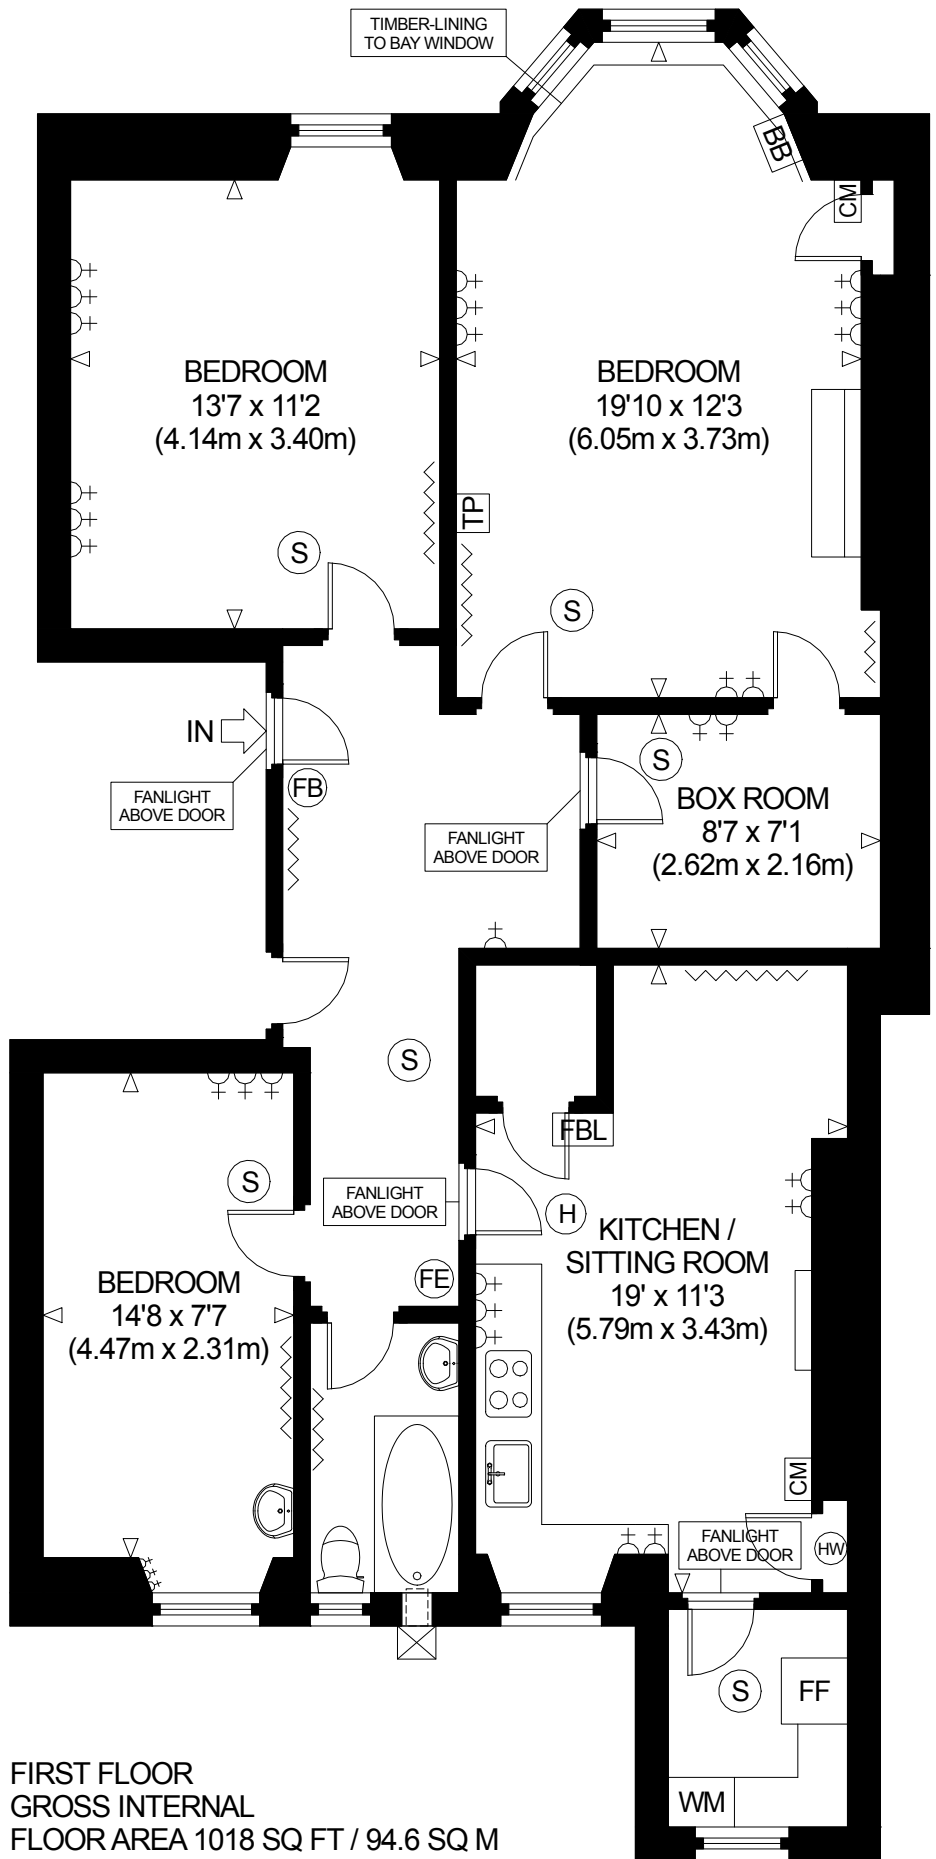 TIMBER-LINING
TO BAY WINDOW
BB
CM
BEDROOM
13'7 x 11'2
(4.14m x 3.40m)
BEDROOM
19'10 x 12'3
(6.05m x 3.73m)
TP
S
S
IN
FANLIGHT
ABOVE DOOR
FB
S
BOX ROOM
8'7 x 7'1
(2.62m x 2.16m)
FANLIGHT
ABOVE DOOR
S
FBL
S
FANLIGHT
ABOVE DOOR
H
KITCHEN /
SITTING ROOM
19' x 11'3
(5.79m x 3.43m)
FE
BEDROOM
14'8 x 7'7
(4.47m x 2.31m)
CM
FANLIGHT
ABOVE DOOR
HW
S
FF
WM
FIRST FLOOR
GROSS INTERNAL
FLOOR AREA 1018 SQ FT / 94.6 SQ M